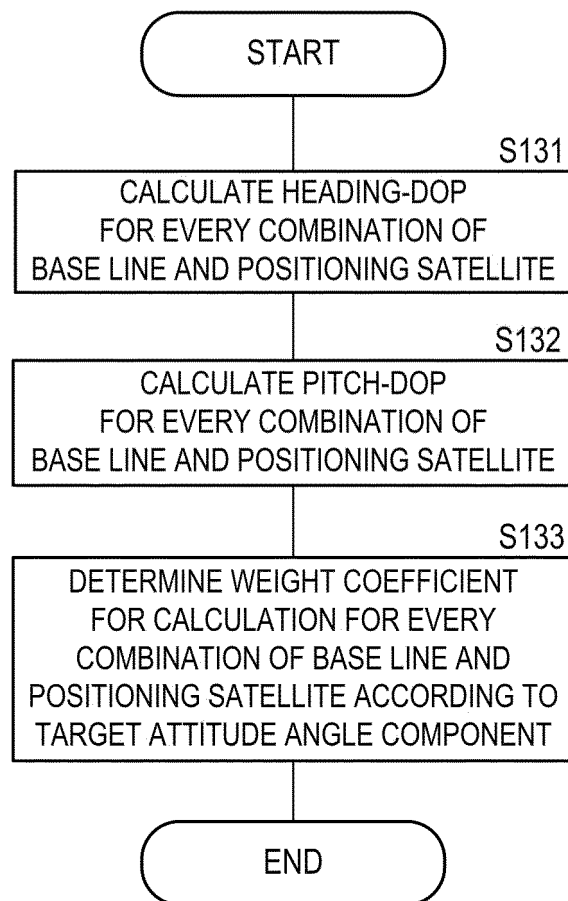 START
S131
CALCULATE HEADING-DOP
FOR EVERY COMBINATION OF
BASE LINE AND POSITIONING SATELLITE
S132
CALCULATE PITCH-DOP
FOR EVERY COMBINATION OF
BASE LINE AND POSITIONING SATELLITE
S133
DETERMINE WEIGHT COEFFICIENT
FOR CALCULATION FOR EVERY
COMBINATION OF BASE LINE AND
POSITIONING SATELLITE ACCORDING TO
TARGET ATTITUDE ANGLE COMPONENT
END